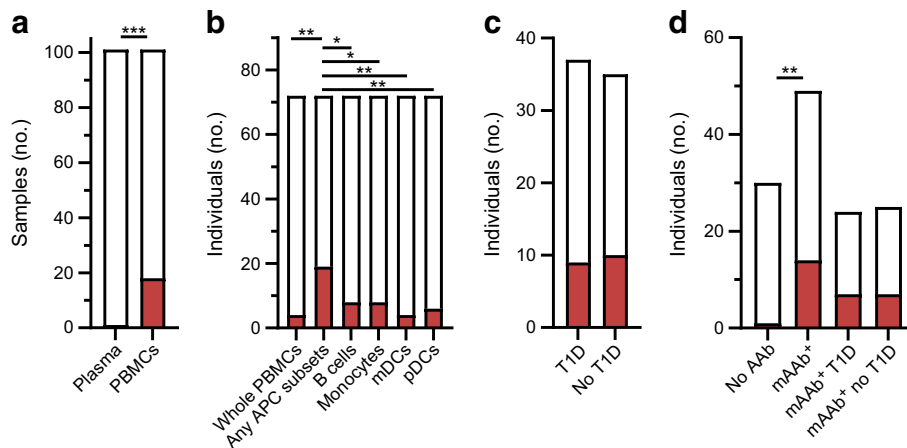 a
***
Samples (no.)
100
80
60
40
20
0
Plasma
PBMCs
b
**
*
*
**
**
Individuals (no.)
80
60
40
20
0
Whole PBMCs
Any APC subsets
B cells
Monocytes
mDCs
pDCs
c
Individuals (no.)
40
30
20
10
0
T1D
No T1D
d
**
Individuals (no.)
60
40
20
0
No AAb
mAAb⁺
mAAb⁺ T1D
mAAb⁺ no T1D